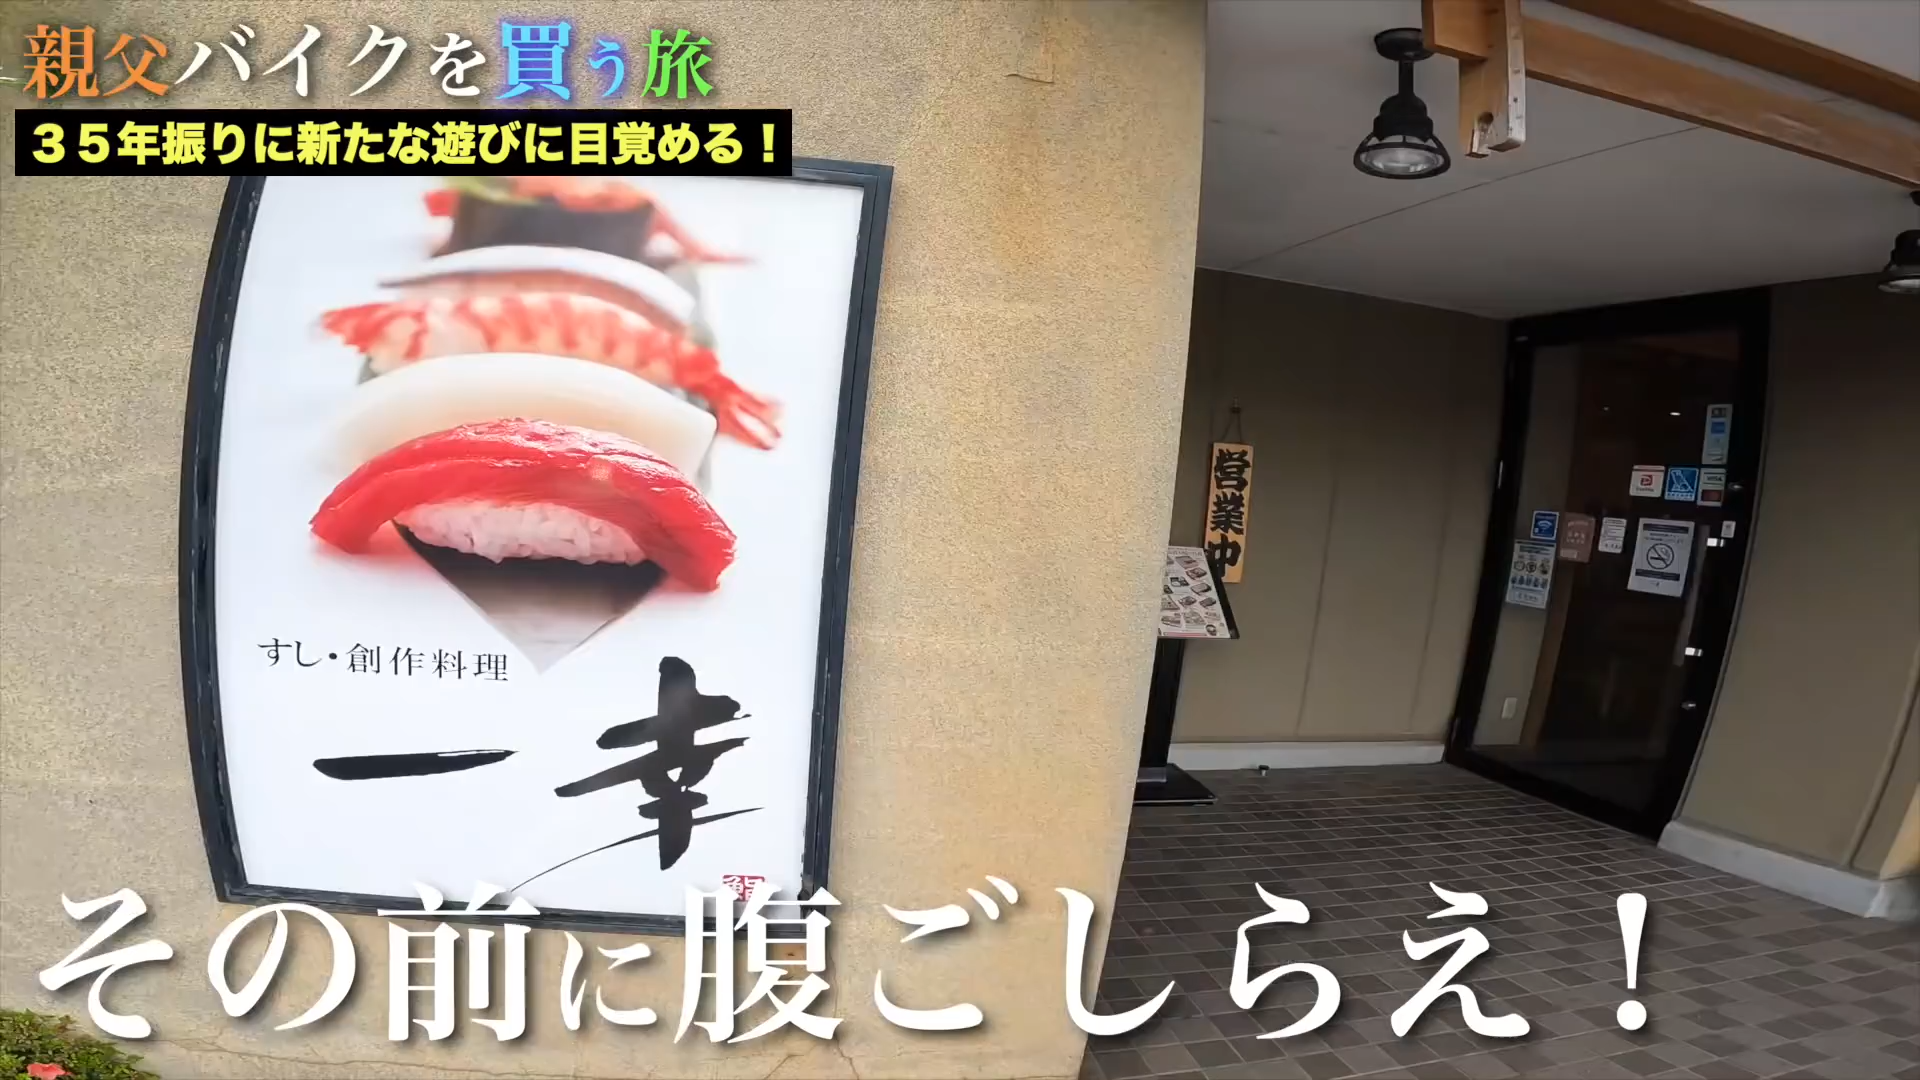 親父バイクを買う旅
３５年振りに新たな遊びに目覚める！
すし・創作料理
一幸
営業中
その前に腹ごしらえ！